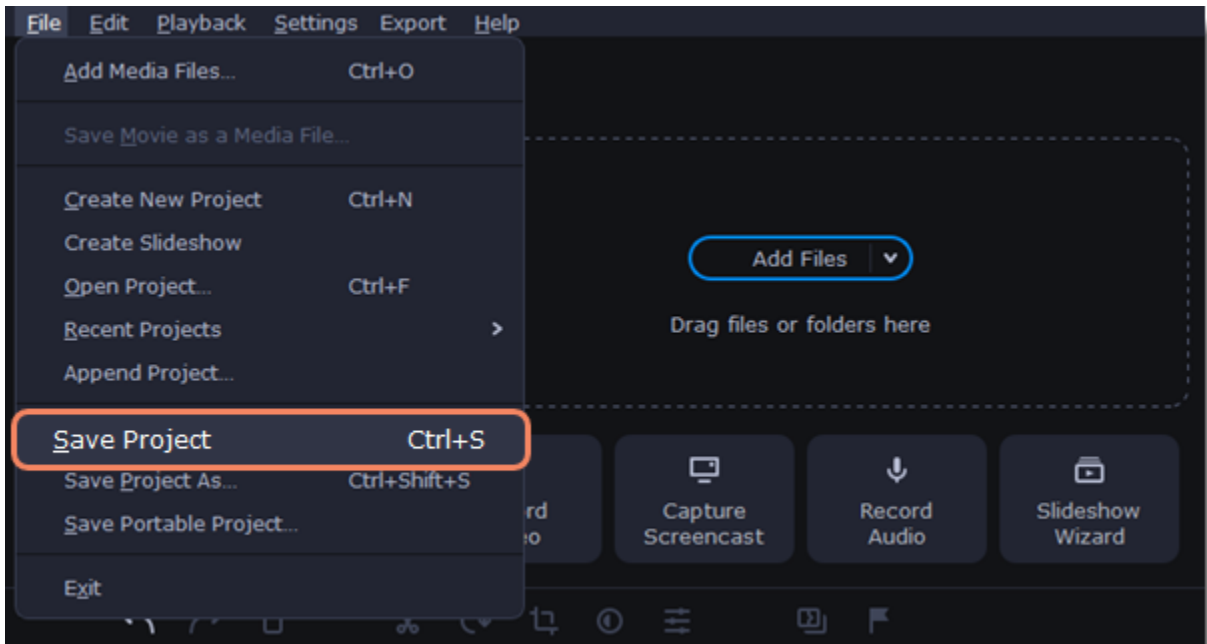 File Edit Playback Settings Export Help
Add Media Files... Ctrl+O
Save Movie as a Media File...
Create New Project Ctrl+N
Create Slideshow
Open Project... Ctrl+F
Recent Projects
Append Project...
Save Project Ctrl+S
Save Project As... Ctrl+Shift+S
Save Portable Project...
Exit
Add Files
Drag files or folders here
Capture
Screencast
Record
Audio
Slideshow
Wizard